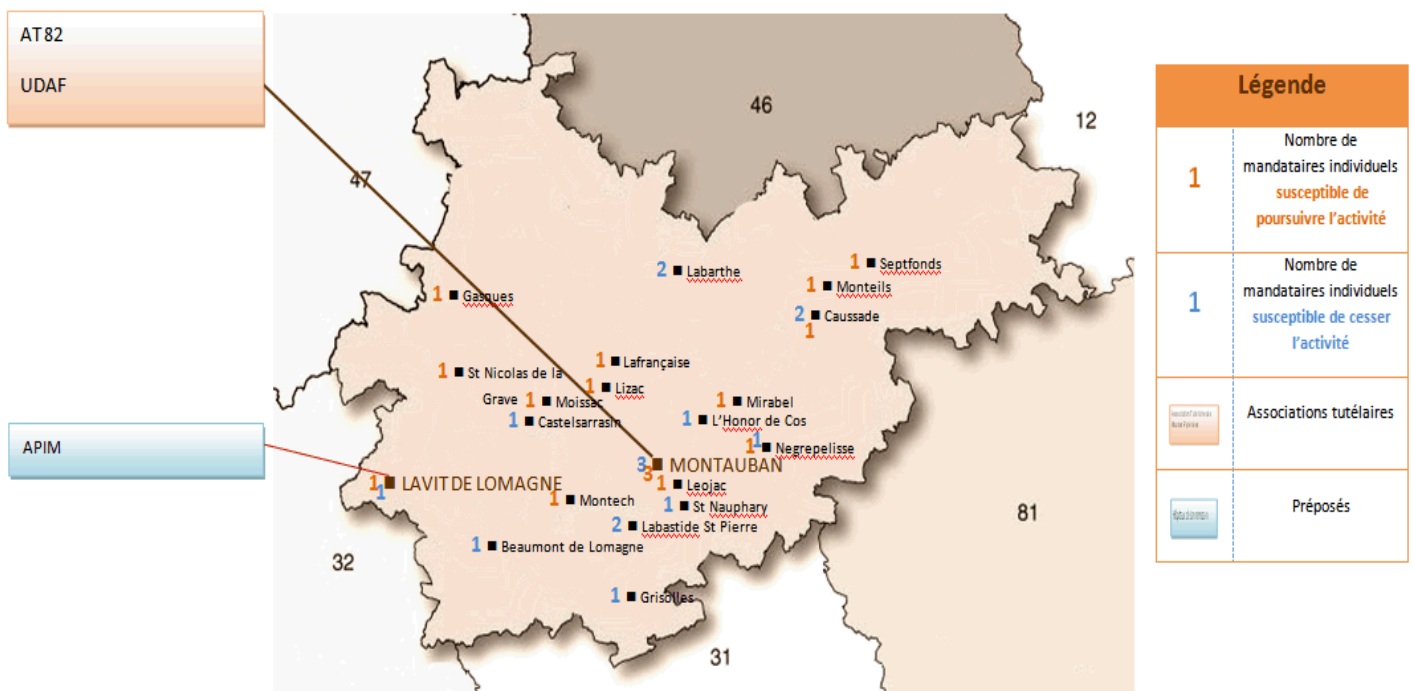 AT82
UDAF
APIM
46
12
47
32
31
81
2 Labarthe
1 Septfonds
1 Monteils
2 Caussade
1
1 Gasques
1 Lafrançaise
1 St Nicolas de la
Grave
1 Lizac
1 Moissac
1 Castelsarrasin
1 Mirabel
1 L'Honor de Cos
1
1 Negrepelisse
3 MONTAUBAN
3
1 LAVIT DE LOMAGNE
1
1 Leojac
1 Montech
1 St Nauphary
2 Labastide St Pierre
1 Beaumont de Lomagne
1 Grisolles
Légende
1
Nombre de
mandataires individuels
susceptible de
poursuivre l'activité
1
Nombre de
mandataires individuels
susceptible de cesser
l'activité
Associations tutélaires
Préposés